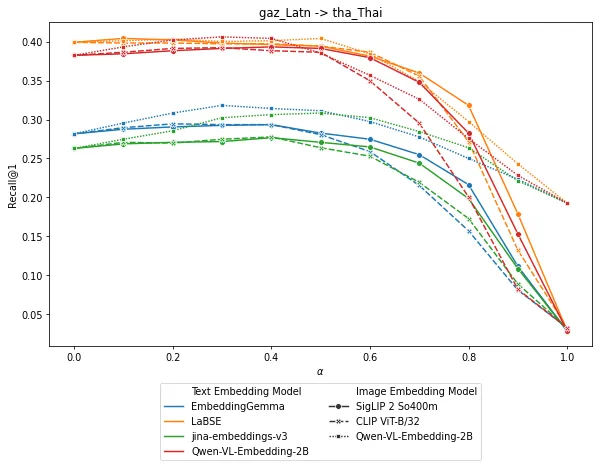 gaz_Latn -> tha_Thai
Recall@1
0.40
0.35
0.30
0.25
0.20
0.15
0.10
0.05
0.0
0.2
0.4
0.6
0.8
1.0
α
Text Embedding Model
EmbeddingGemma
LaBSE
jina-embeddings-v3
Qwen-VL-Embedding-2B
Image Embedding Model
SigLIP 2 So400m
CLIP ViT-B/32
Qwen-VL-Embedding-2B